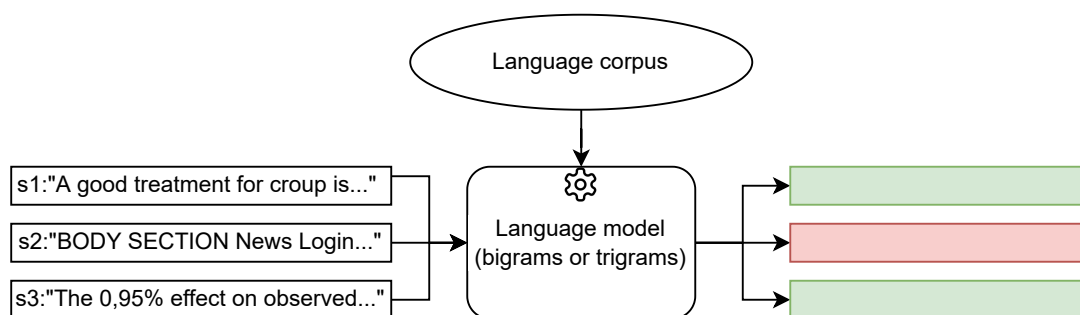 Language corpus
s1:"A good treatment for croup is..."
s2:"BODY SECTION News Login..."
s3:"The 0,95% effect on observed..."
Language model
(bigrams or trigrams)